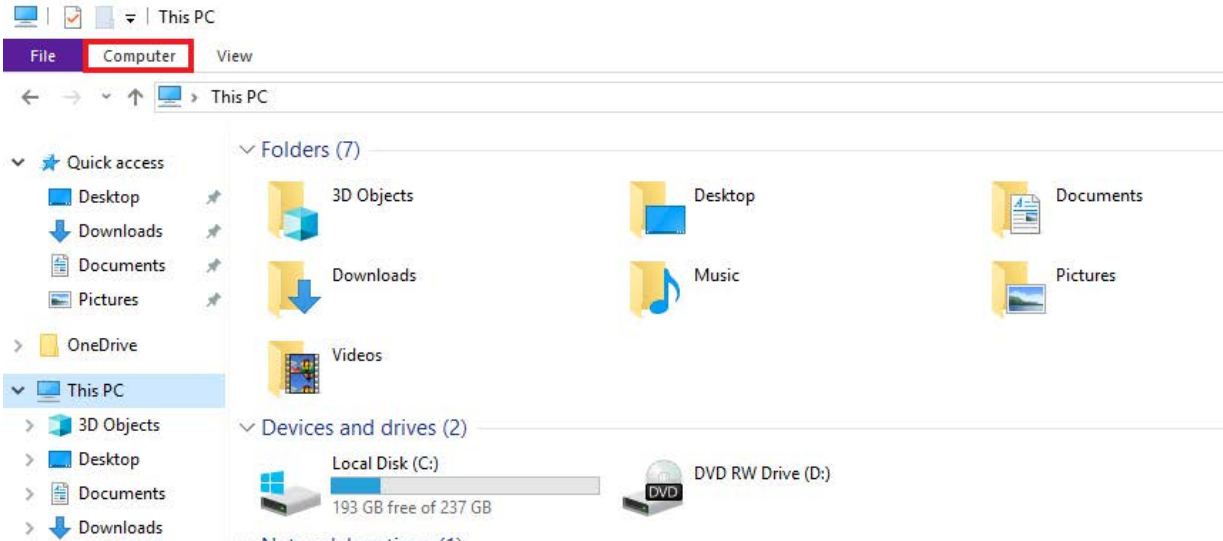 This PC
File Computer View
This PC
Quick access
Desktop
Downloads
Documents
Pictures
OneDrive
This PC
3D Objects
Desktop
Documents
Downloads
Folders (7)
3D Objects
Desktop
Documents
Downloads
Music
Pictures
Videos
Devices and drives (2)
Local Disk (C:)
193 GB free of 237 GB
DVD RW Drive (D:)
DVD